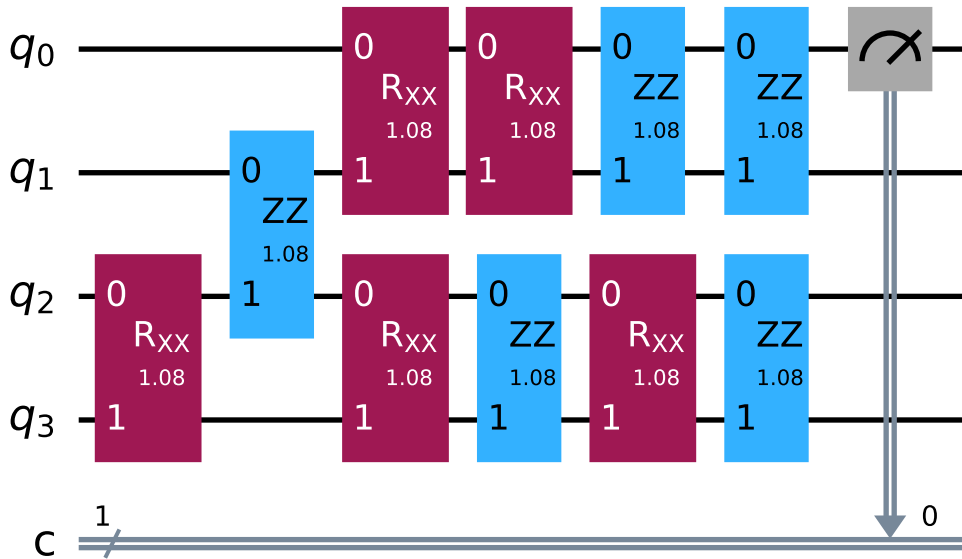 q0
0 0 0 0
RXX RXX ZZ ZZ
1.08 1.08 1.08 1.08
q1
0 1 1 1 1
ZZ
1.08
q2
0 1 0 0 0 0
RXX RXX ZZ RXX ZZ
1.08 1.08 1.08 1.08 1.08
q3
1 1 1 1 1
1 0
c